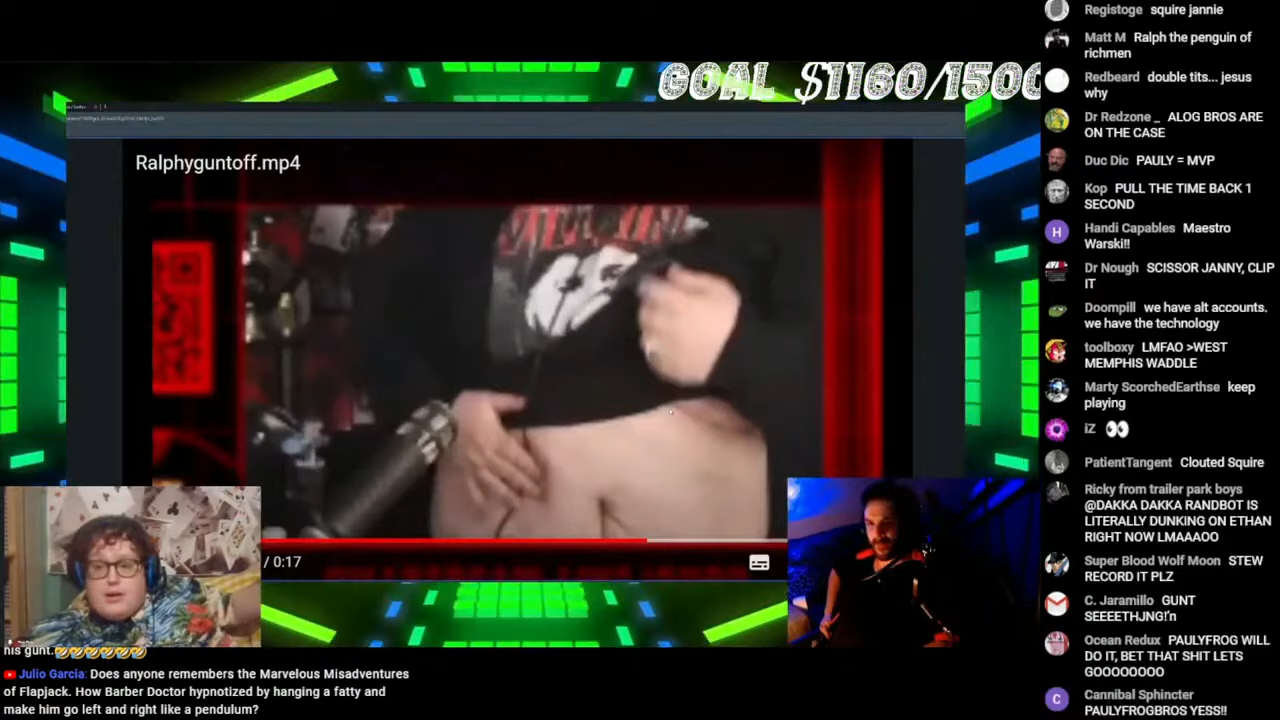 GOAL $1160/1500
Ralphyguntoff.mp4
/ 0:17
his gunt.
Julio Garcia: Does anyone remembers the Marvelous Misadventures
of Flapjack. How Barber Doctor hypnotized by hanging a fatty and
make him go left and right like a pendulum?
Registoge squire jannie
Matt M Ralph the penguin of
richmen
Redbeard double tits... jesus
why
Dr Redzone _ ALOG BROS ARE
ON THE CASE
Duc Dic PAULY = MVP
Kop PULL THE TIME BACK 1
SECOND
H
Handi Capables Maestro
Warski!!
Dr Nough SCISSOR JANNY, CLIP
IT
Doompill we have alt accounts.
we have the technology
toolboxy LMFAO >WEST
MEMPHIS WADDLE
Marty ScorchedEarthse keep
playing
iZ 👀
PatientTangent Clouted Squire
Ricky from trailer park boys
@DAKKA DAKKA RANDBOT IS
LITERALLY DUNKING ON ETHAN
RIGHT NOW LMAAAOO
Super Blood Wolf Moon STEW
RECORD IT PLZ
C. Jaramillo GUNT
SEEEETHJNG!'n
Ocean Redux PAULYFROG WILL
DO IT, BET THAT SHIT LETS
GOOOOOOO
C
Cannibal Sphincter
PAULYFROGBROS YESS!!